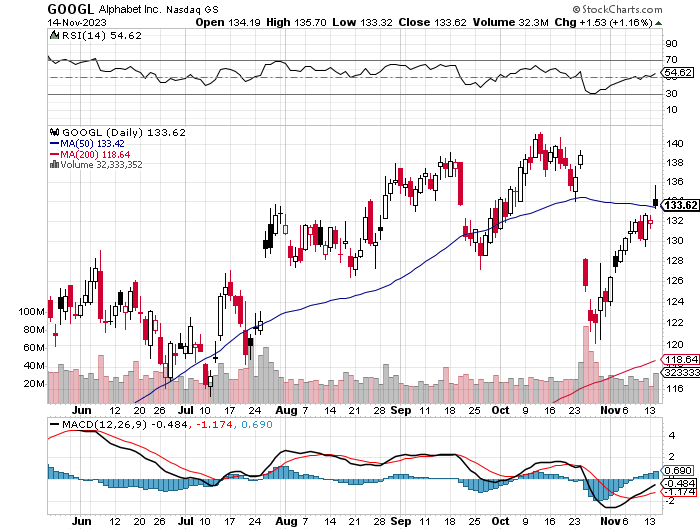 GOOGL Alphabet Inc. Nasdaq GS © StockCharts.com
14-Nov-2023 Open 134.19 High 135.70 Low 133.32 Close 133.62 Volume 32.3M Chg +1.53 (+1.16%)
RSI(14) 54.62
90
70
54.62
50
30
10
GOOGL (Daily) 133.62
MA(50) 133.42
MA(200) 118.64
Volume 32,333,352
140
138
136
134
133.62
132
130
128
126
124
122
120
118.64
116
100M
80M
60M
40M
20M
32333352
Jun 12 20 26 Jul 10 17 24 Aug 7 14 21 28 Sep 11 18 25 Oct 9 16 23 Nov 6 13
MACD(12,26,9) -0.484, -1.174, 0.690
4
2
0.690
-0.484
-1.174
-2
Jun 12 20 26 Jul 10 17 24 Aug 7 14 21 28 Sep 11 18 25 Oct 9 16 23 Nov 6 13